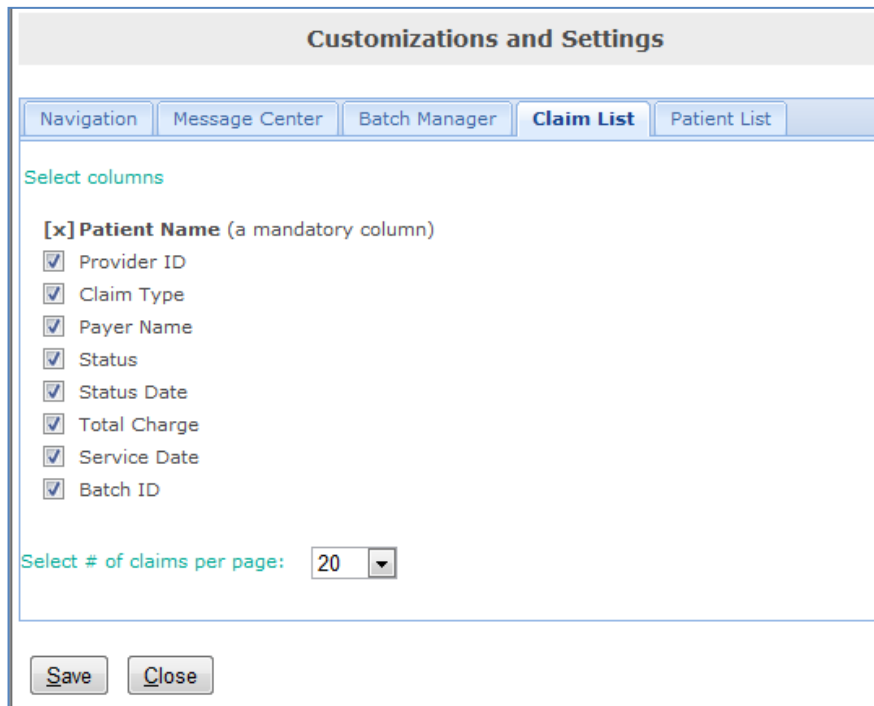 Customizations and Settings
Navigation Message Center Batch Manager Claim List Patient List
Select columns
[x] Patient Name (a mandatory column)
Provider ID
Claim Type
Payer Name
Status
Status Date
Total Charge
Service Date
Batch ID
Select # of claims per page: 20
Save Close